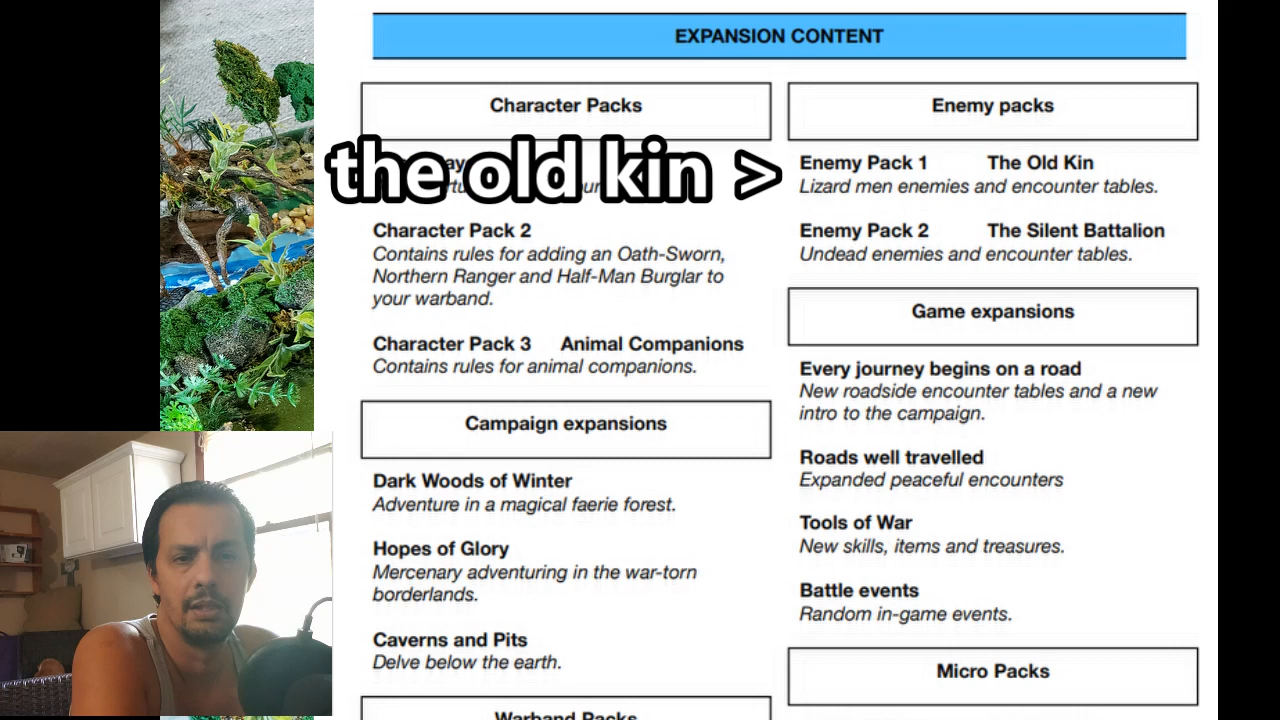 EXPANSION CONTENT
Character Packs
the old kin >
Character Pack 2
Contains rules for adding an Oath-Sworn,
Northern Ranger and Half-Man Burglar to
your warband.
Character Pack 3 Animal Companions
Contains rules for animal companions.
Campaign expansions
Dark Woods of Winter
Adventure in a magical faerie forest.
Hopes of Glory
Mercenary adventuring in the war-torn
borderlands.
Caverns and Pits
Delve below the earth.
Warband Packs
Enemy packs
Enemy Pack 1 The Old Kin
Lizard men enemies and encounter tables.
Enemy Pack 2 The Silent Battalion
Undead enemies and encounter tables.
Game expansions
Every journey begins on a road
New roadside encounter tables and a new
intro to the campaign.
Roads well travelled
Expanded peaceful encounters
Tools of War
New skills, items and treasures.
Battle events
Random in-game events.
Micro Packs